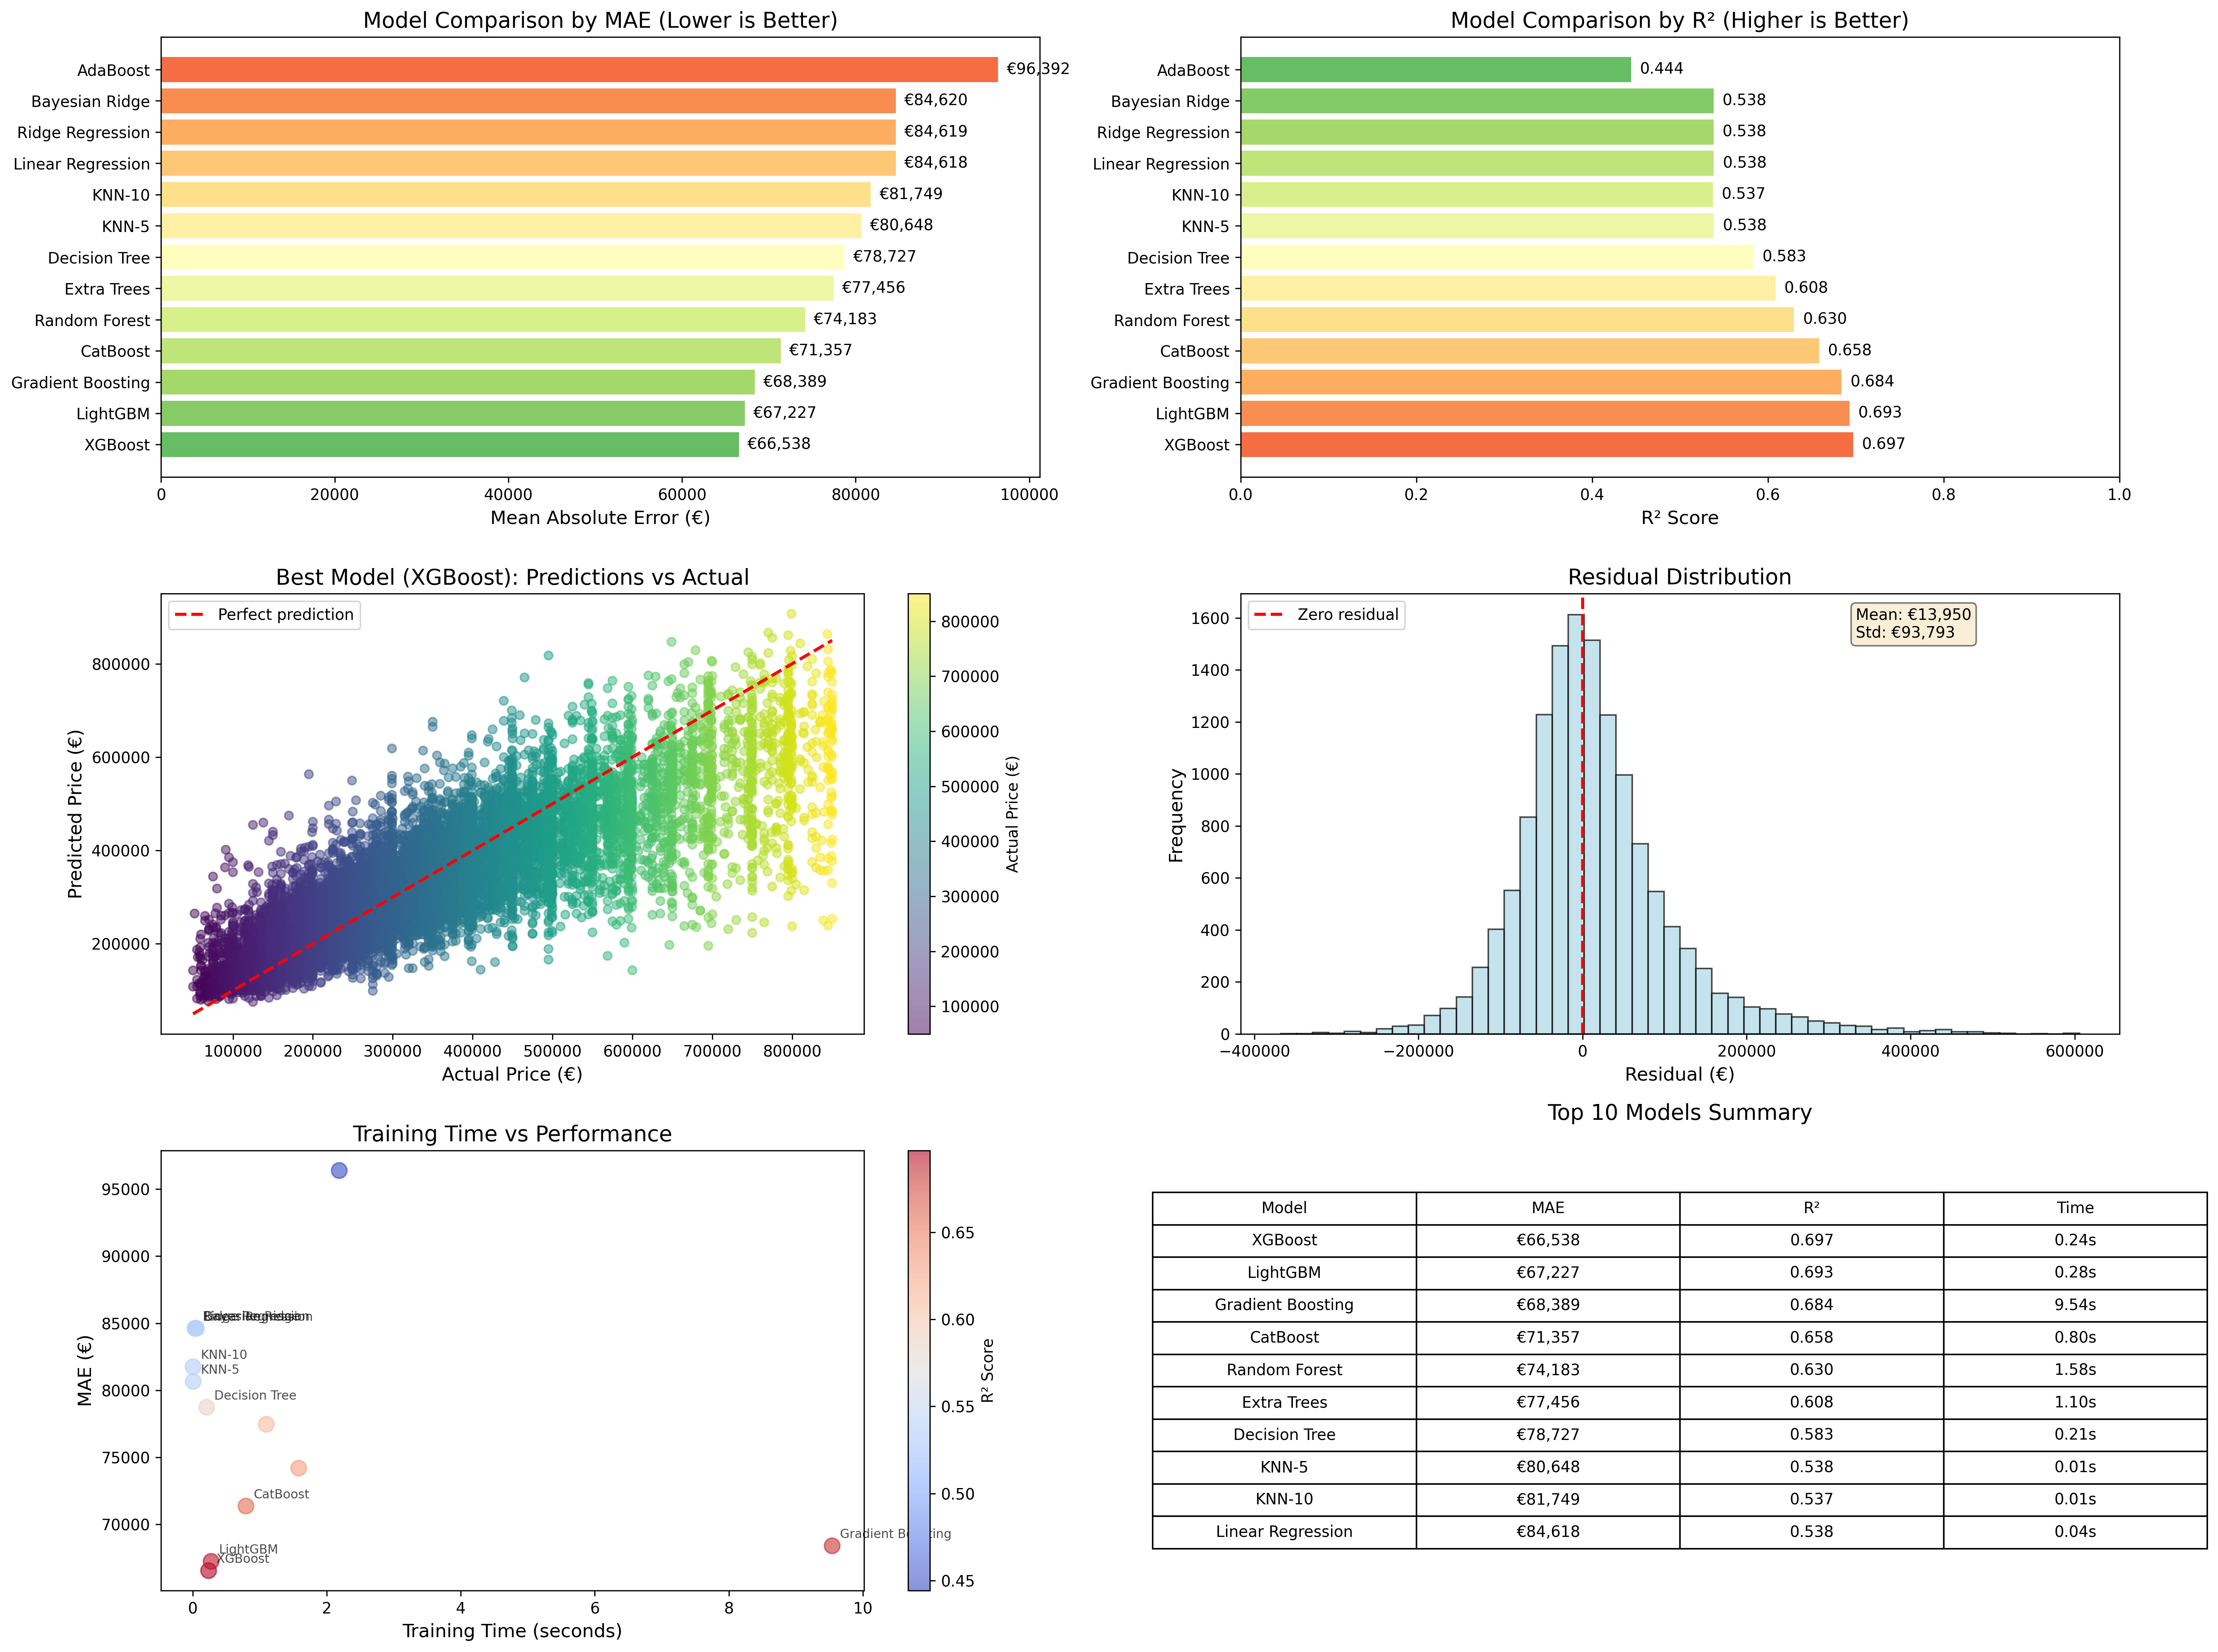 Model Comparison by MAE (Lower is Better)
AdaBoost €96,392
Bayesian Ridge €84,620
Ridge Regression €84,619
Linear Regression €84,618
KNN-10 €81,749
KNN-5 €80,648
Decision Tree €78,727
Extra Trees €77,456
Random Forest €74,183
CatBoost €71,357
Gradient Boosting €68,389
LightGBM €67,227
XGBoost €66,538
0 20000 40000 60000 80000 100000
Mean Absolute Error (€)
Model Comparison by R² (Higher is Better)
AdaBoost 0.444
Bayesian Ridge 0.538
Ridge Regression 0.538
Linear Regression 0.538
KNN-10 0.537
KNN-5 0.538
Decision Tree 0.583
Extra Trees 0.608
Random Forest 0.630
CatBoost 0.658
Gradient Boosting 0.684
LightGBM 0.693
XGBoost 0.697
0.0 0.2 0.4 0.6 0.8 1.0
R² Score
Best Model (XGBoost): Predictions vs Actual
Perfect prediction
Predicted Price (€)
800000
600000
400000
200000
100000 200000 300000 400000 500000 600000 700000 800000
Actual Price (€)
800000
700000
600000
500000
400000
300000
200000
100000
Actual Price (€)
Residual Distribution
Zero residual
Mean: €13,950
Std: €93,793
Frequency
1600
1400
1200
1000
800
600
400
200
0
−400000 −200000 0 200000 400000 600000
Residual (€)
Training Time vs Performance
MAE (€)
95000
90000
85000
80000
75000
70000
KNN-10
KNN-5
Decision Tree
CatBoost
Gradient Boosting
LightGBM
XGBoost
0 2 4 6 8 10
Training Time (seconds)
0.65
0.60
0.55
0.50
0.45
R² Score
Top 10 Models Summary
Model MAE R² Time
XGBoost €66,538 0.697 0.24s
LightGBM €67,227 0.693 0.28s
Gradient Boosting €68,389 0.684 9.54s
CatBoost €71,357 0.658 0.80s
Random Forest €74,183 0.630 1.58s
Extra Trees €77,456 0.608 1.10s
Decision Tree €78,727 0.583 0.21s
KNN-5 €80,648 0.538 0.01s
KNN-10 €81,749 0.537 0.01s
Linear Regression €84,618 0.538 0.04s